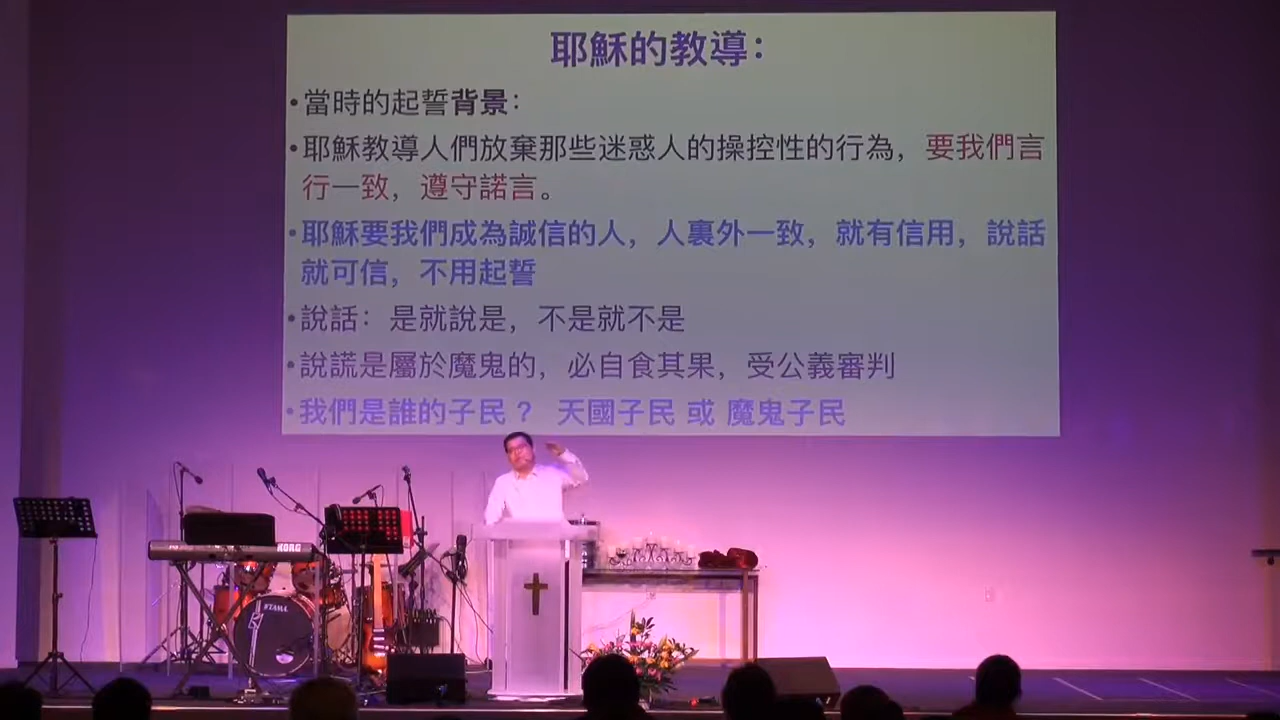 耶穌的教導：
•當時的起誓背景：
•耶穌教導人們放棄那些迷惑人的操控性的行為，要我們言
行一致，遵守諾言。
•耶穌要我們成為誠信的人，人裏外一致，就有信用，說話
就可信，不用起誓
•說話：是就說是，不是就不是
•說謊是屬於魔鬼的，必自食其果，受公義審判
•我們是誰的子民？ 天國子民 或 魔鬼子民
KORG
TAMA